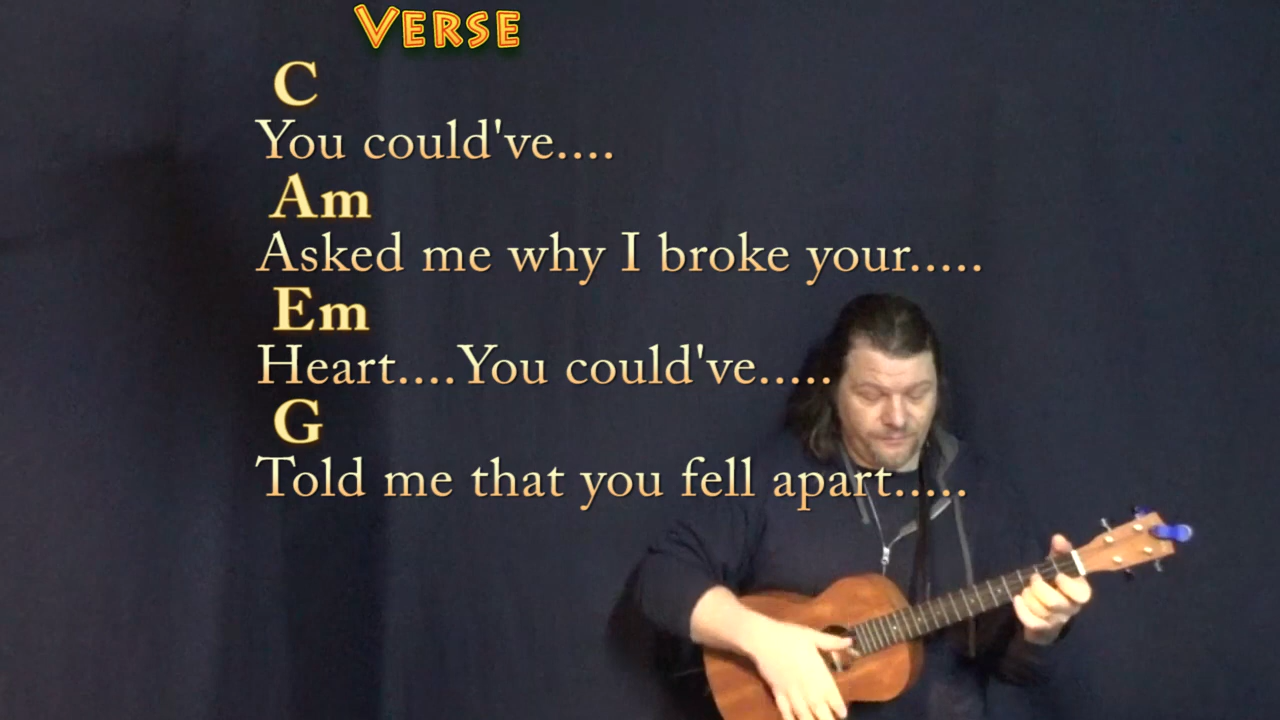 VERSE
C
You could've....
Am
Asked me why I broke your.....
Em
Heart....You could've.....
G
Told me that you fell apart.....